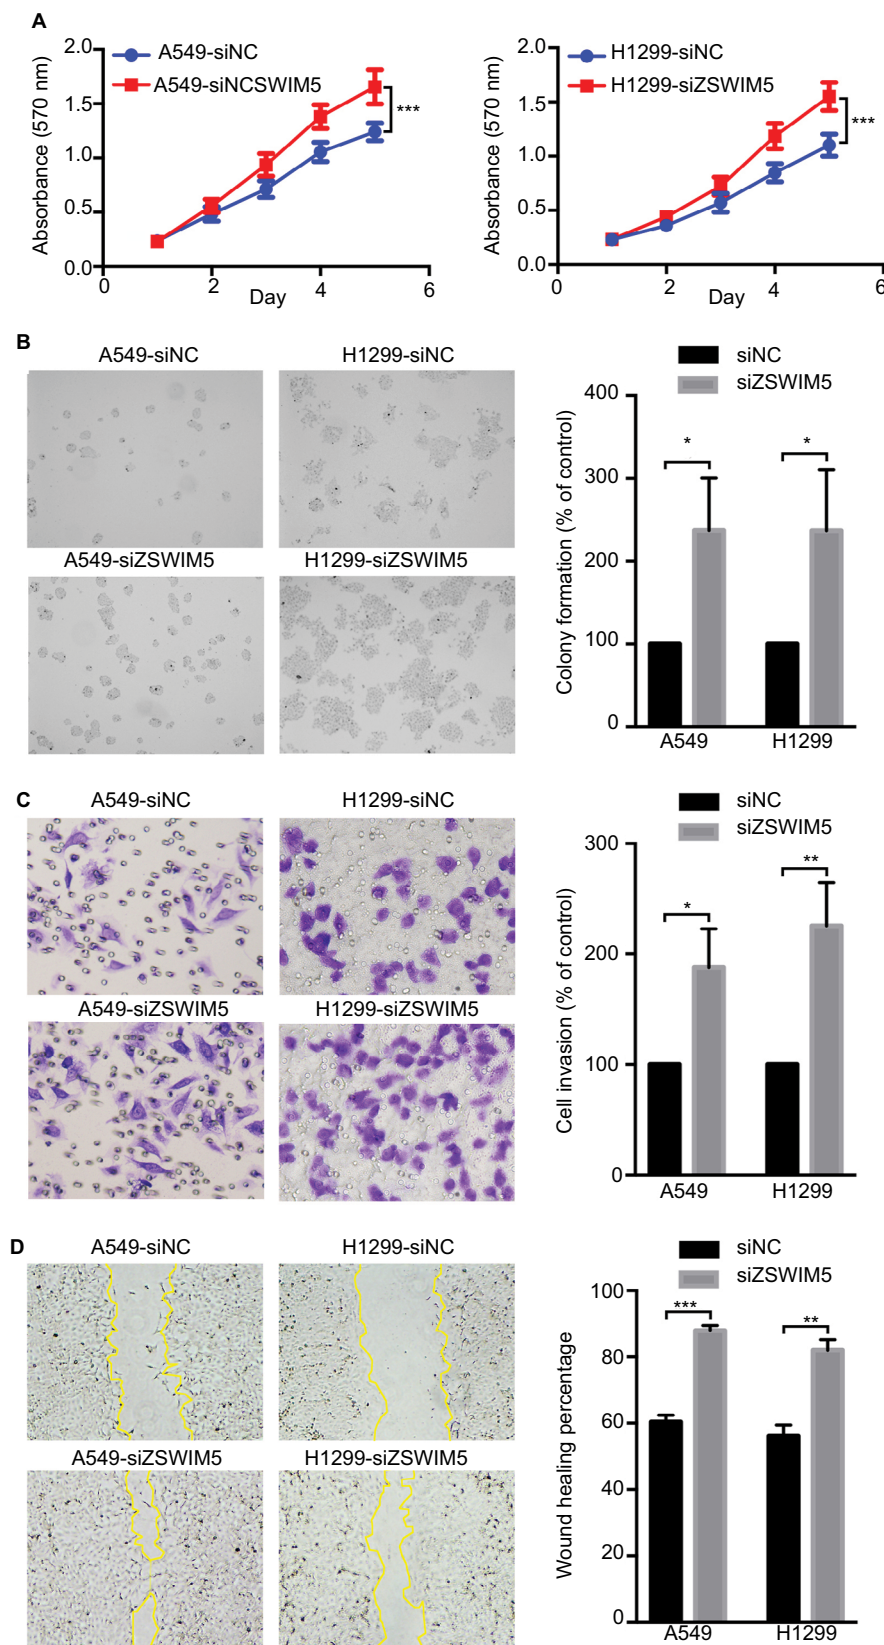 A
A549-siNC
A549-siNCSWIM5
Absorbance (570 nm)
2.0
1.5
1.0
0.5
0.0
***
0 2 4 6
Day
H1299-siNC
H1299-siZSWIM5
Absorbance (570 nm)
2.0
1.5
1.0
0.5
0.0
***
0 2 4 6
Day
B
A549-siNC
H1299-siNC
A549-siZSWIM5
H1299-siZSWIM5
siNC
siZSWIM5
Colony formation (% of control)
400
300
200
100
0
* *
A549 H1299
C
A549-siNC
H1299-siNC
A549-siZSWIM5
H1299-siZSWIM5
siNC
siZSWIM5
Cell invasion (% of control)
300
200
100
0
* **
A549 H1299
D
A549-siNC
H1299-siNC
A549-siZSWIM5
H1299-siZSWIM5
siNC
siZSWIM5
Wound healing percentage
100
80
60
40
20
0
*** **
A549 H1299